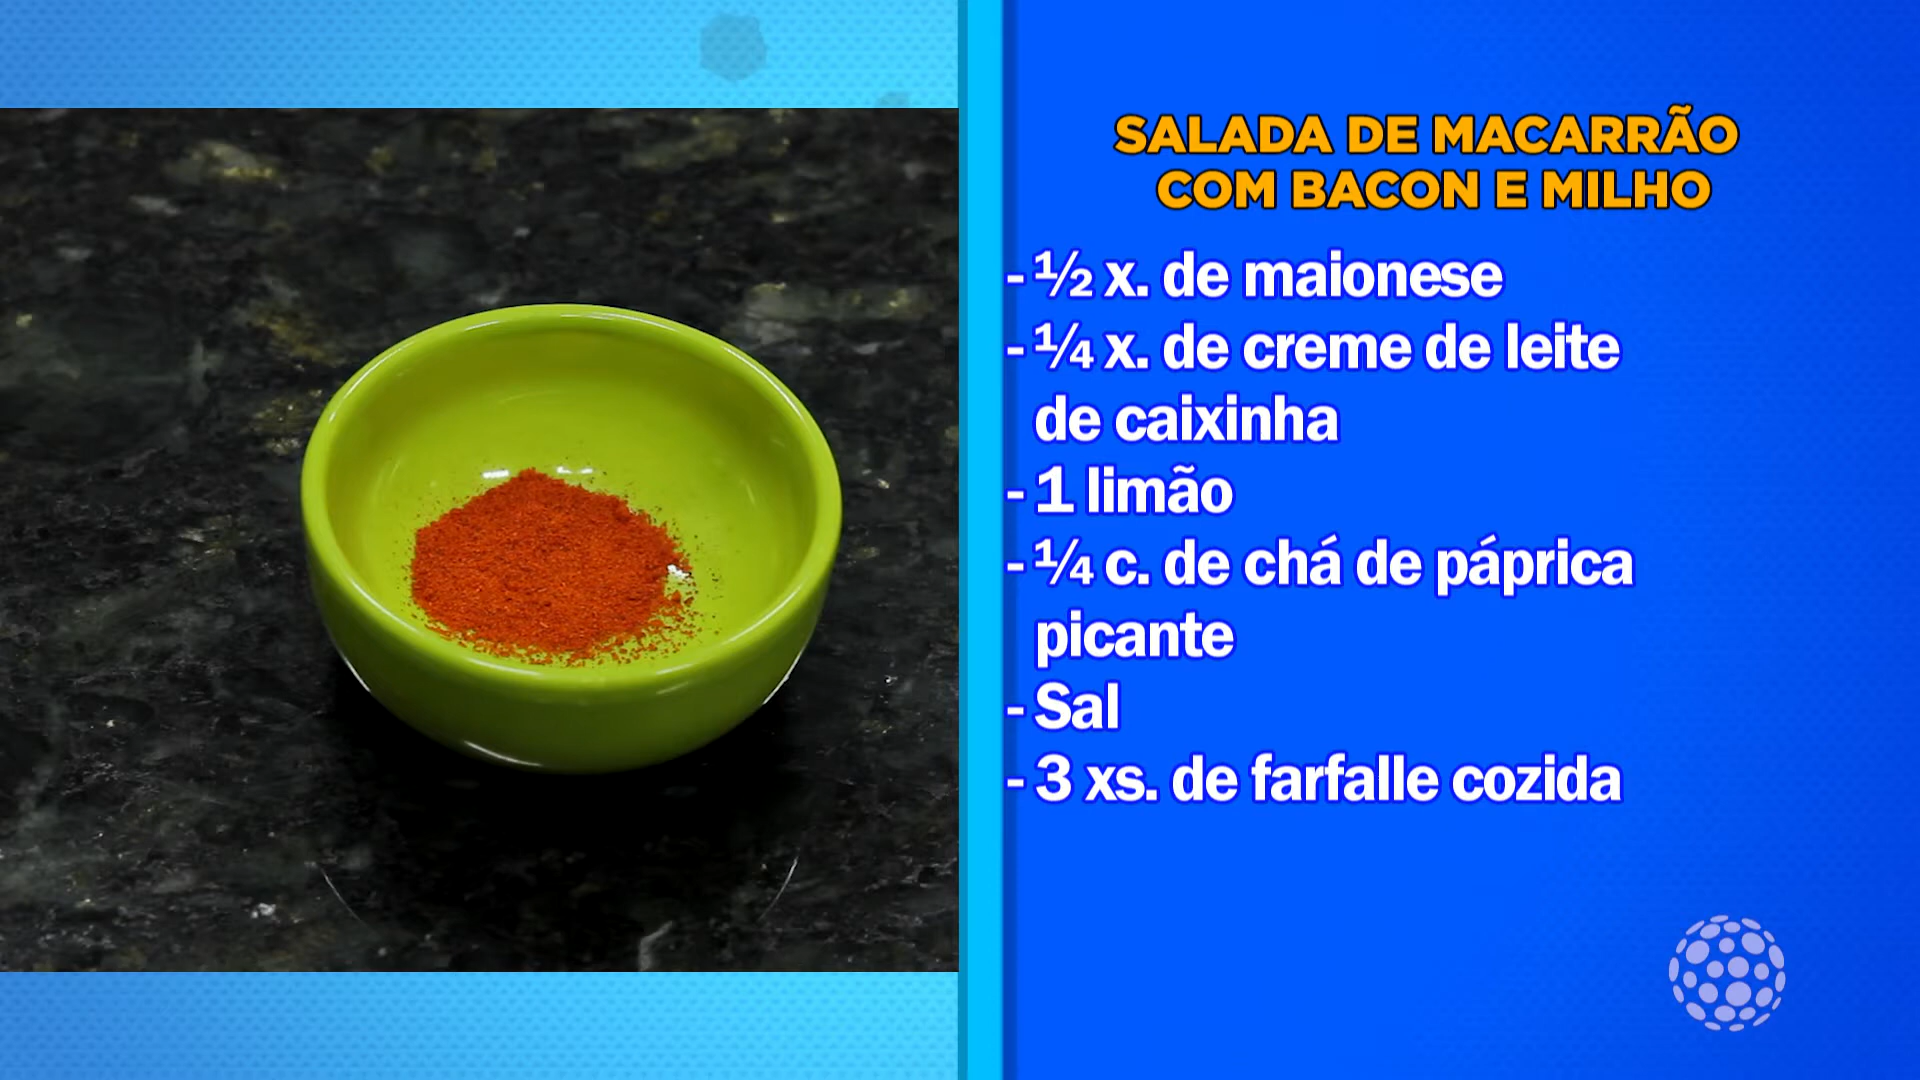 SALADA DE MACARRÃO
COM BACON E MILHO
- ½ x. de maionese
- ¼ x. de creme de leite
de caixinha
- 1 limão
- ¼ c. de chá de páprica
picante
- Sal
- 3 xs. de farfalle cozida